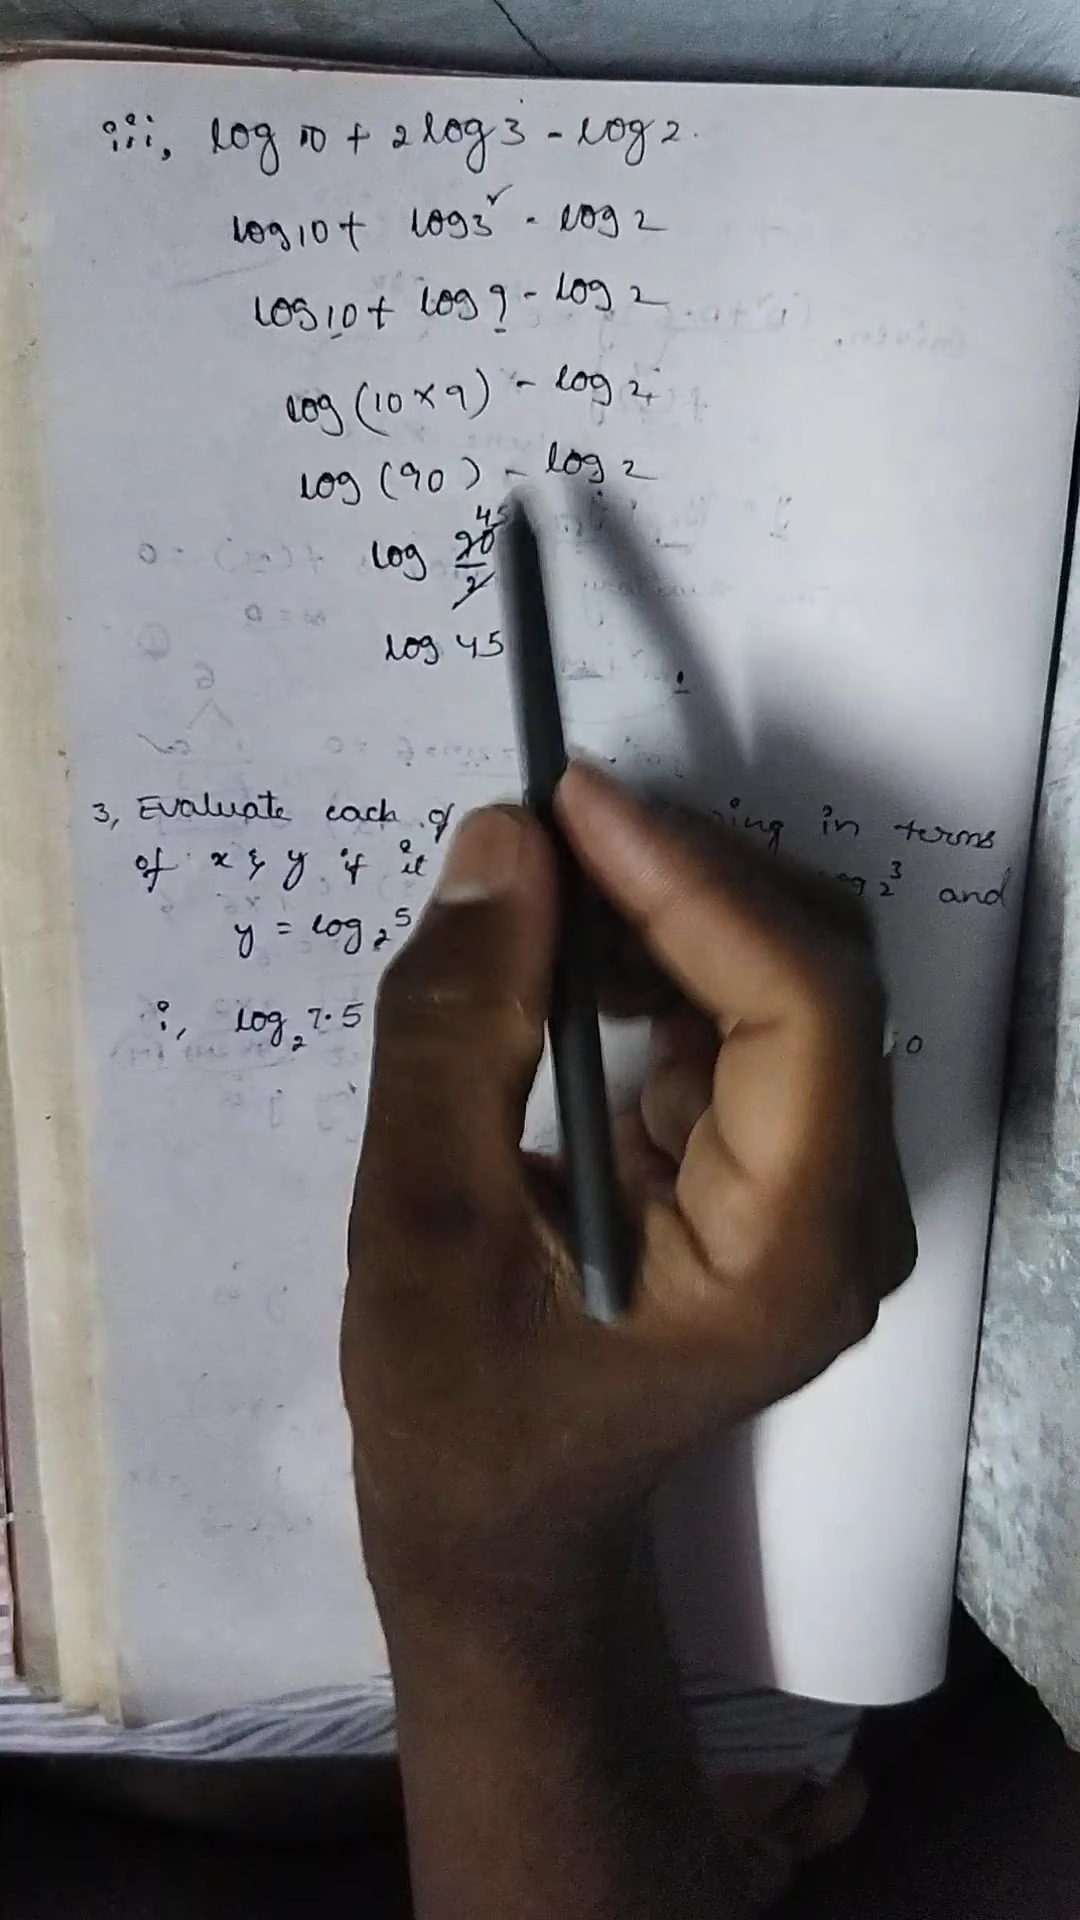 iii, log 10 + 2 log 3 - log 2.
log 10 + log 3² - log 2
log 10 + log 9 - log 2
log (10 × 9) - log 2
log (90) - log 2
45
log 90/2
log 45
3, Evaluate each of in terms
of x & y if it 2³ and
y = log₂5
i, log₂ 7.5